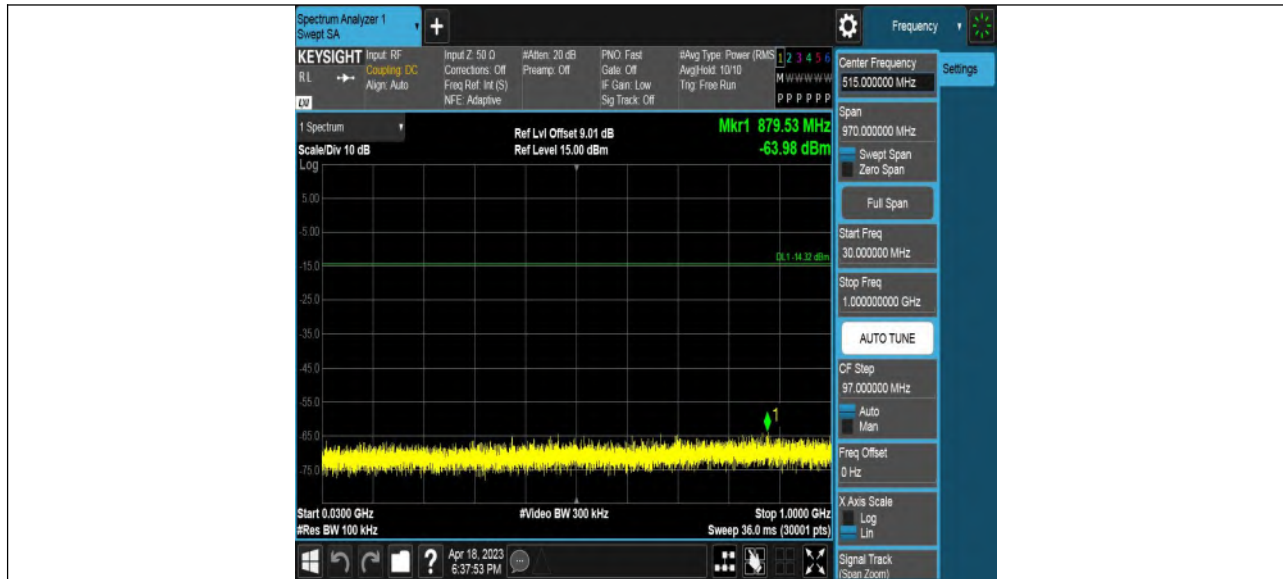 Spectrum Analyzer 1
Swept SA
+
Frequency
KEYSIGHT
Input: RF
Coupling: DC
Align: Auto
RL
LXI
Input Z: 50 Ω
Corrections: Off
Freq Ref: Int (S)
NFE: Adaptive
#Atten: 20 dB
Preamp: Off
PNO: Fast
Gate: Off
IF Gain: Low
Sig Track: Off
#Avg Type: Power (RMS
Avg|Hold: 10/10
Trig: Free Run
1 2 3 4 5 6
M W W W W W
P P P P P P
1 Spectrum
Scale/Div 10 dB
Ref Lvl Offset 9.01 dB
Ref Level 15.00 dBm
Mkr1 879.53 MHz
-63.98 dBm
Log
5.00
-5.00
-15.0
-25.0
-35.0
-45.0
-55.0
-65.0
-75.0
DL1 -14.32 dBm
1
Start 0.0300 GHz
#Res BW 100 kHz
#Video BW 300 kHz
Stop 1.0000 GHz
Sweep 36.0 ms (30001 pts)
?
Apr 18, 2023
6:37:53 PM
Center Frequency
515.000000 MHz
Settings
Span
970.000000 MHz
Swept Span
Zero Span
Full Span
Start Freq
30.000000 MHz
Stop Freq
1.000000000 GHz
AUTO TUNE
CF Step
97.000000 MHz
Auto
Man
Freq Offset
0 Hz
X Axis Scale
Log
Lin
Signal Track
(Span Zoom)